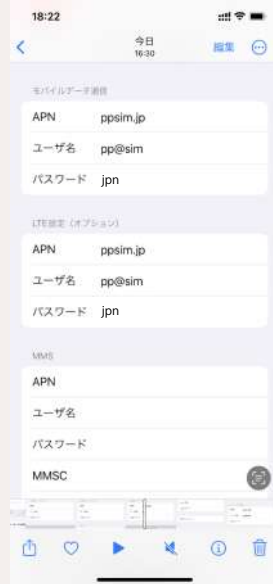 18:22
今日
16:30
編集
モバイルデータ通信
APN ppsim.jp
ユーザ名 pp@sim
パスワード jpn
LTE設定（オプション）
APN ppsim.jp
ユーザ名 pp@sim
パスワード jpn
MMS
APN
ユーザ名
パスワード
MMSC